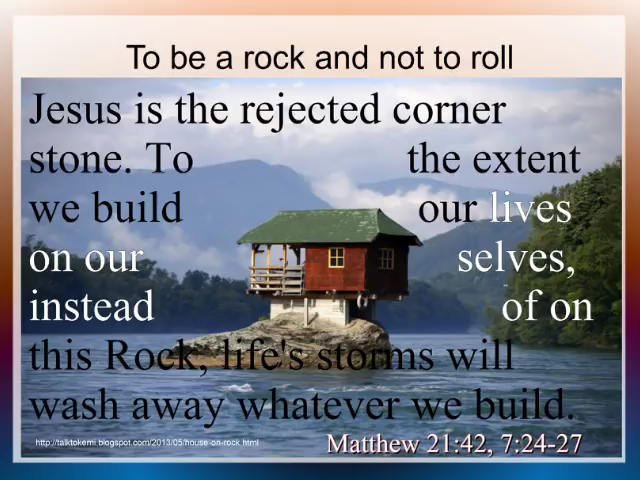 To be a rock and not to roll
Jesus is the rejected corner
stone. To the extent
we build our lives
on our selves,
instead of on
this Rock, life's storms will
wash away whatever we build.
http://talktokemi.blogspot.com/2013/05/house-on-rock.html Matthew 21:42, 7:24-27